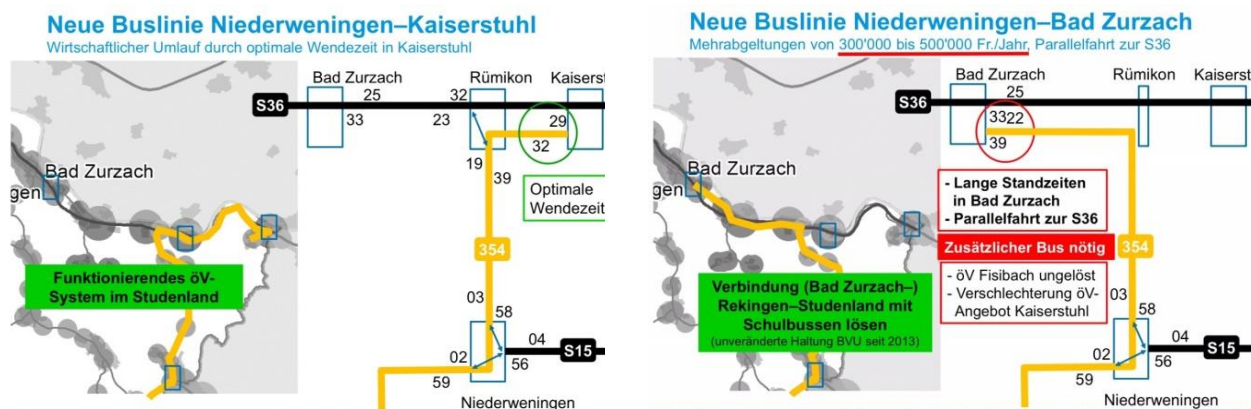 Neue Buslinie Niederweningen–Kaiserstuhl
Wirtschaftlicher Umlauf durch optimale Wendezeit in Kaiserstuhl
Bad Zurzach
gen
Funktionierendes öV-
System im Studenland
Bad Zurzach
Rümikon
Kaiserst
25
32
S36
33
23
29
32
19
39
Optimale
Wendezeit
354
03
58
04
02
S15
56
59
Niederweningen
Neue Buslinie Niederweningen–Bad Zurzach
Mehrabgeltungen von 300'000 bis 500'000 Fr./Jahr, Parallelfahrt zur S36
Bad Zurzach
gen
Verbindung (Bad Zurzach–)
Rekingen–Studenland mit
Schulbussen lösen
(unveränderte Haltung BVU seit 2013)
Bad Zurzach
Rümikon
Kaiserst
25
S36
33 22
39
- Lange Standzeiten
in Bad Zurzach
- Parallelfahrt zur S36
Zusätzlicher Bus nötig
354
- öV Fisibach ungelöst
- Verschlechterung öV-
Angebot Kaiserstuhl
03
58
04
02
S15
56
59
Niederweningen